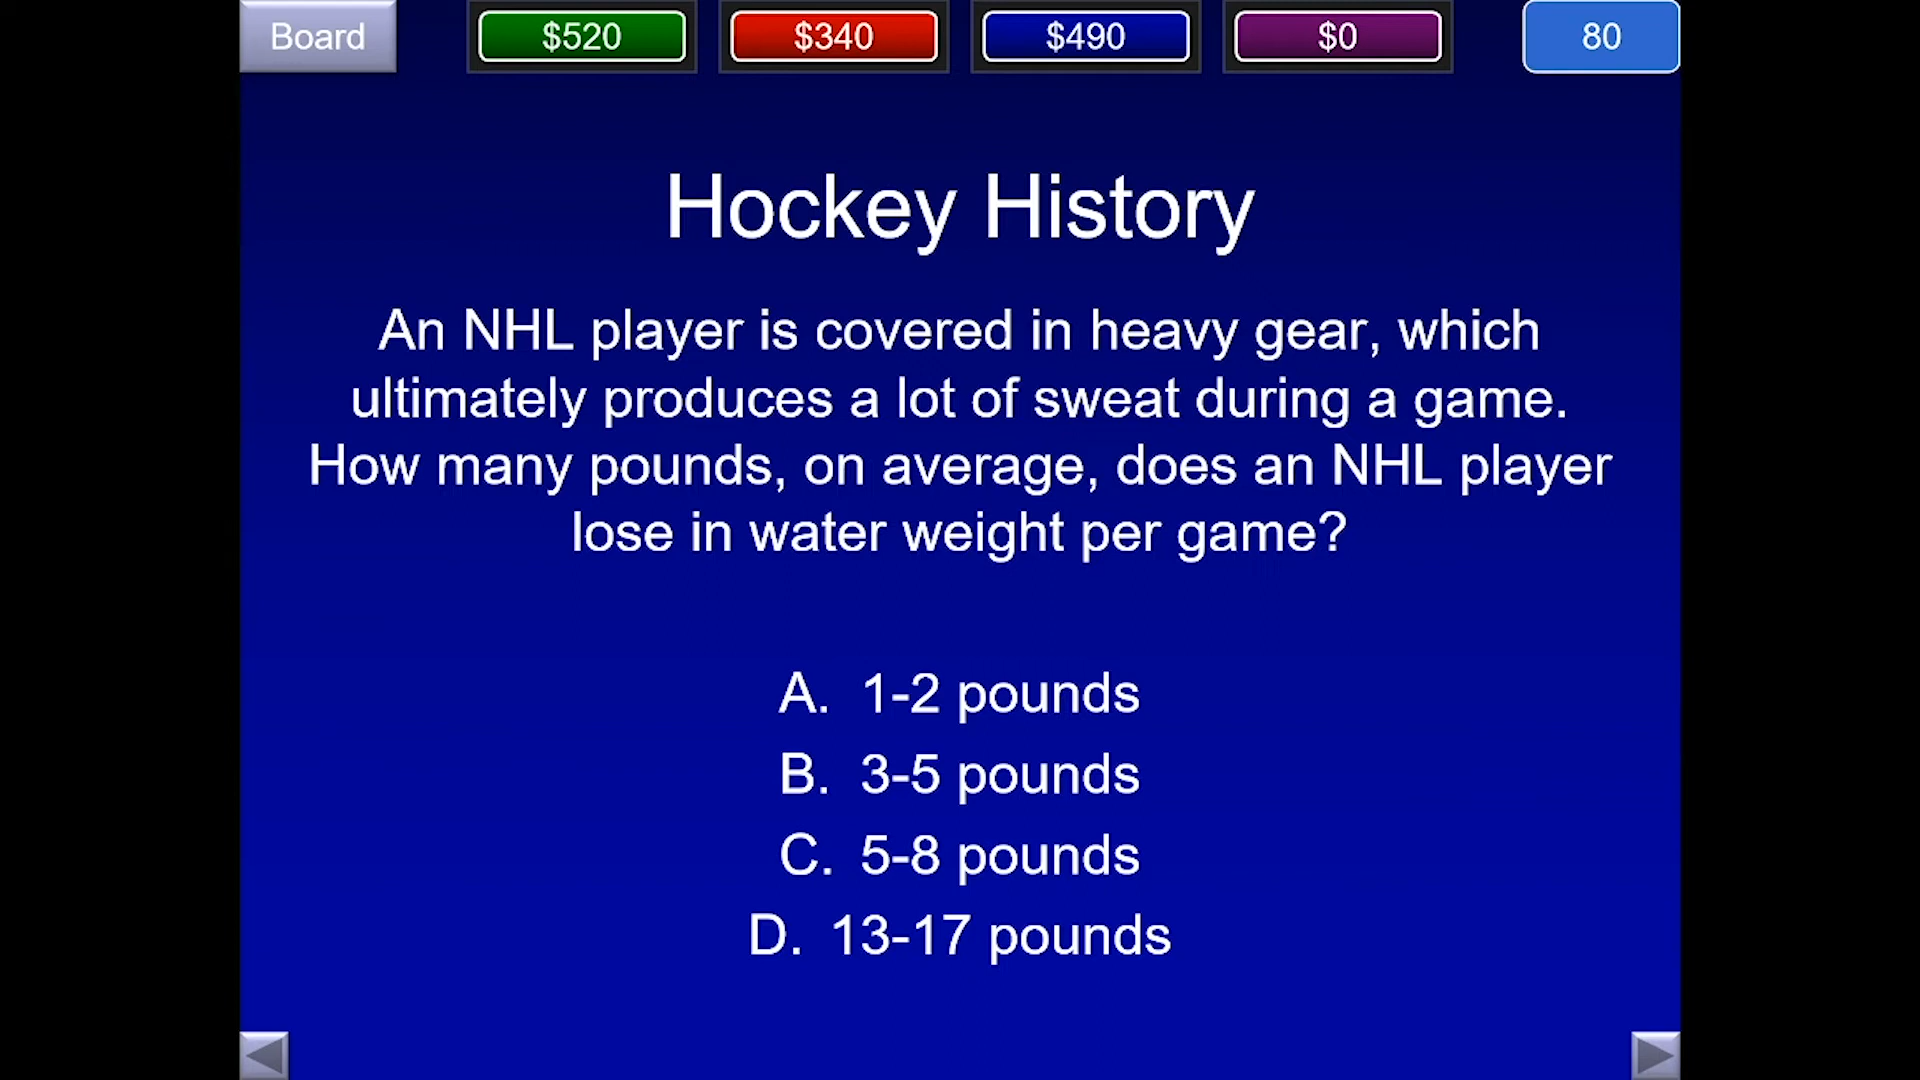 Board
$520
$340
$490
$0
80
Hockey History
An NHL player is covered in heavy gear, which
ultimately produces a lot of sweat during a game.
How many pounds, on average, does an NHL player
lose in water weight per game?
A. 1-2 pounds
B. 3-5 pounds
C. 5-8 pounds
D. 13-17 pounds